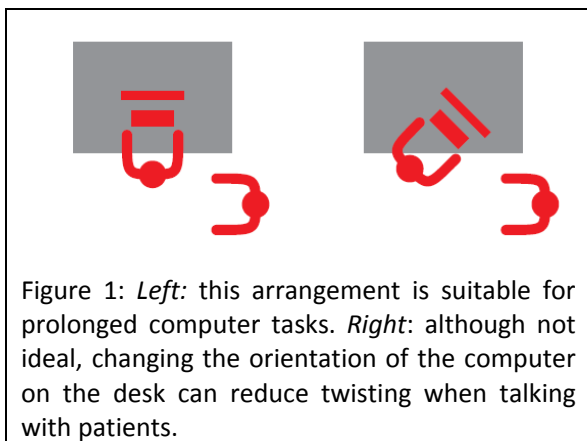 Figure 1: Left: this arrangement is suitable for
prolonged computer tasks. Right: although not
ideal, changing the orientation of the computer
on the desk can reduce twisting when talking
with patients.